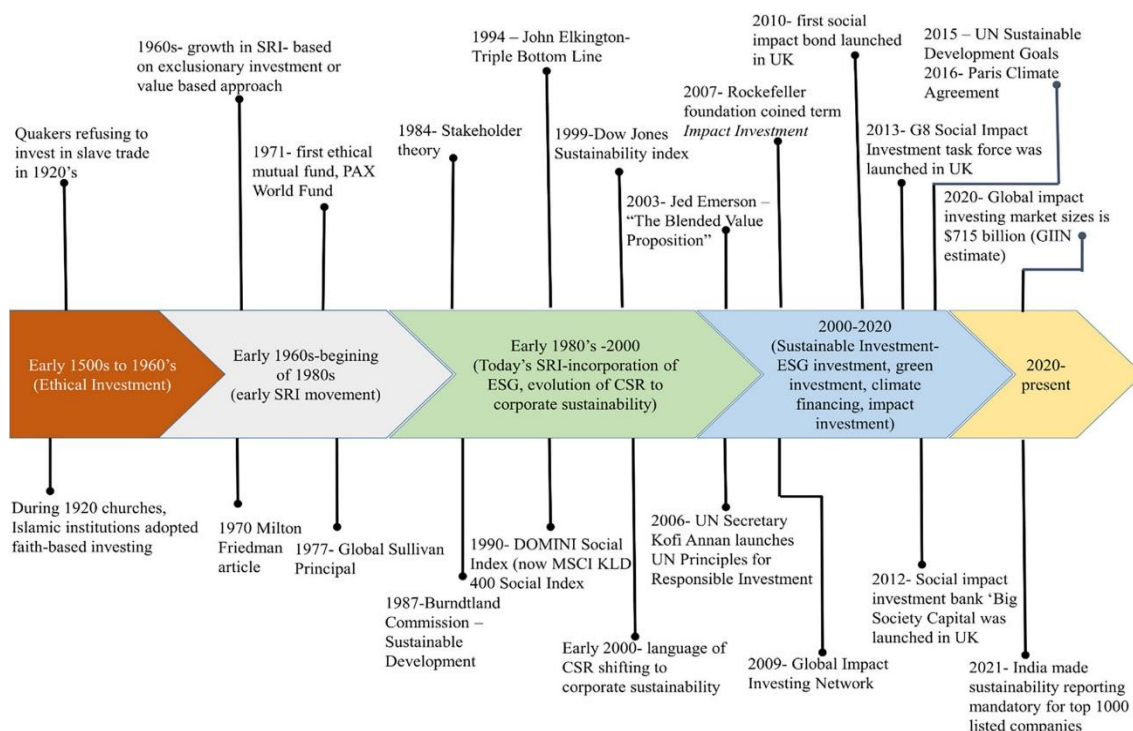 Quakers refusing to
invest in slave trade
in 1920's
1960s- growth in SRI- based
on exclusionary investment or
value based approach
1971- first ethical
mutual fund, PAX
World Fund
1984- Stakeholder
theory
1994 – John Elkington-
Triple Bottom Line
1999-Dow Jones
Sustainability index
2003- Jed Emerson –
“The Blended Value
Proposition”
2007- Rockefeller
foundation coined term
Impact Investment
2010- first social
impact bond launched
in UK
2013- G8 Social Impact
Investment task force was
launched in UK
2015 – UN Sustainable
Development Goals
2016- Paris Climate
Agreement
2020- Global impact
investing market sizes is
$715 billion (GIIN
estimate)
Early 1500s to 1960’s
(Ethical Investment)
Early 1960s-begining
of 1980s
(early SRI movement)
Early 1980’s -2000
(Today’s SRI-incorporation of
ESG, evolution of CSR to
corporate sustainability)
2000-2020
(Sustainable Investment-
ESG investment, green
investment, climate
financing, impact
investment)
2020-
present
During 1920 churches,
Islamic institutions adopted
faith-based investing
1970 Milton
Friedman
article
1977- Global Sullivan
Principal
1987-Burndtland
Commission –
Sustainable
Development
1990- DOMINI Social
Index (now MSCI KLD
400 Social Index
Early 2000- language of
CSR shifting to
corporate sustainability
2006- UN Secretary
Kofi Annan launches
UN Principles for
Responsible Investment
2009- Global Impact
Investing Network
2012- Social impact
investment bank ‘Big
Society Capital was
launched in UK
2021- India made
sustainability reporting
mandatory for top 1000
listed companies